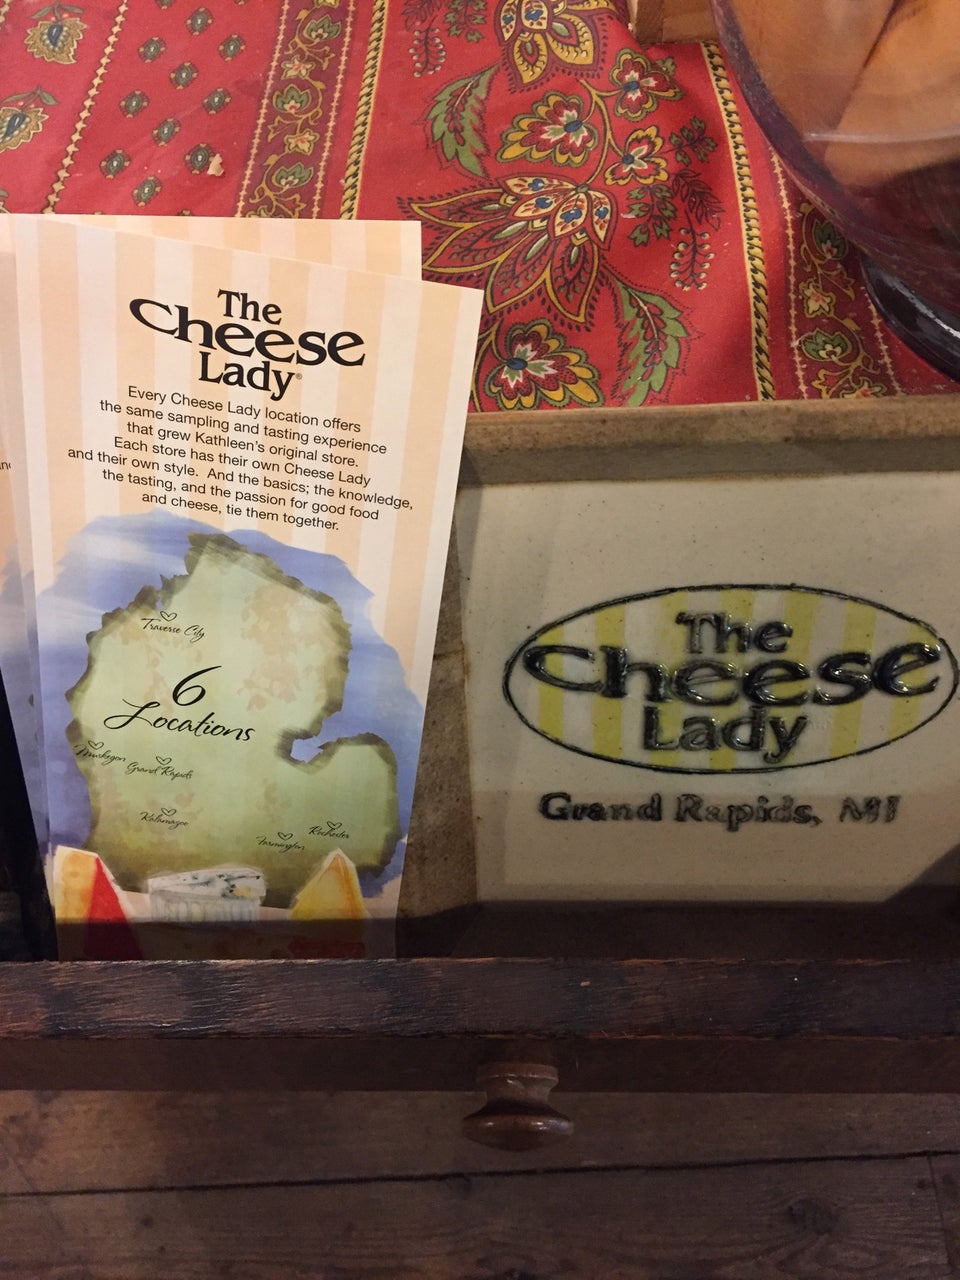 The
Cheese
Lady®
Every Cheese Lady location offers
the same sampling and tasting experience
that grew Kathleen's original store.
Each store has their own Cheese Lady
and their own style. And the basics; the knowledge,
the tasting, and the passion for good food
and cheese, tie them together.
Traverse City
6
Locations
Muskegon
Grand Rapids
Kalamazoo
Farmington
Rochester
The
Cheese
Lady
Grand Rapids, MI